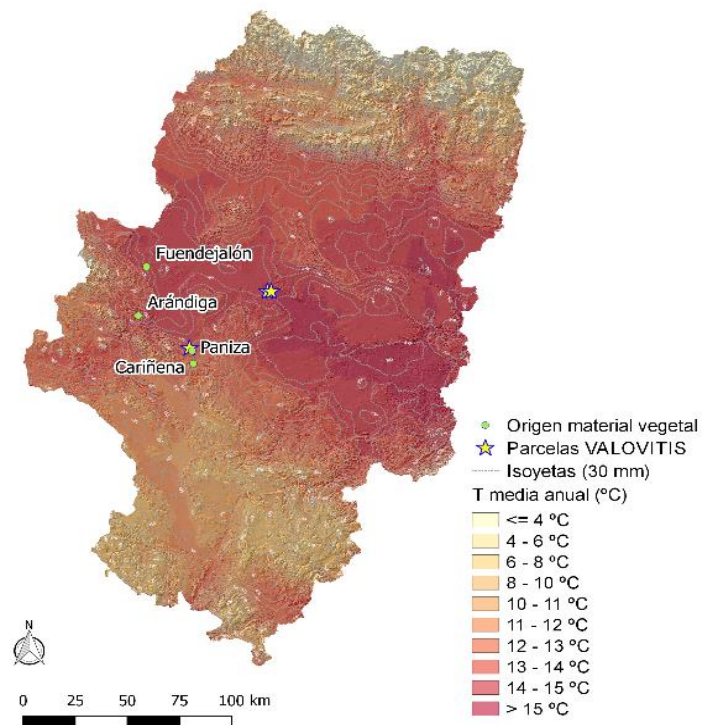 Fuendejalón
Arándiga
Paniza
Cariñena
Origen material vegetal
Parcelas VALOVITIS
Isoyetas (30 mm)
T media anual (ºC)
<= 4 ºC
4 - 6 ºC
6 - 8 ºC
8 - 10 ºC
10 - 11 ºC
11 - 12 ºC
12 - 13 ºC
13 - 14 ºC
14 - 15 ºC
> 15 ºC
N
0 25 50 75 100 km